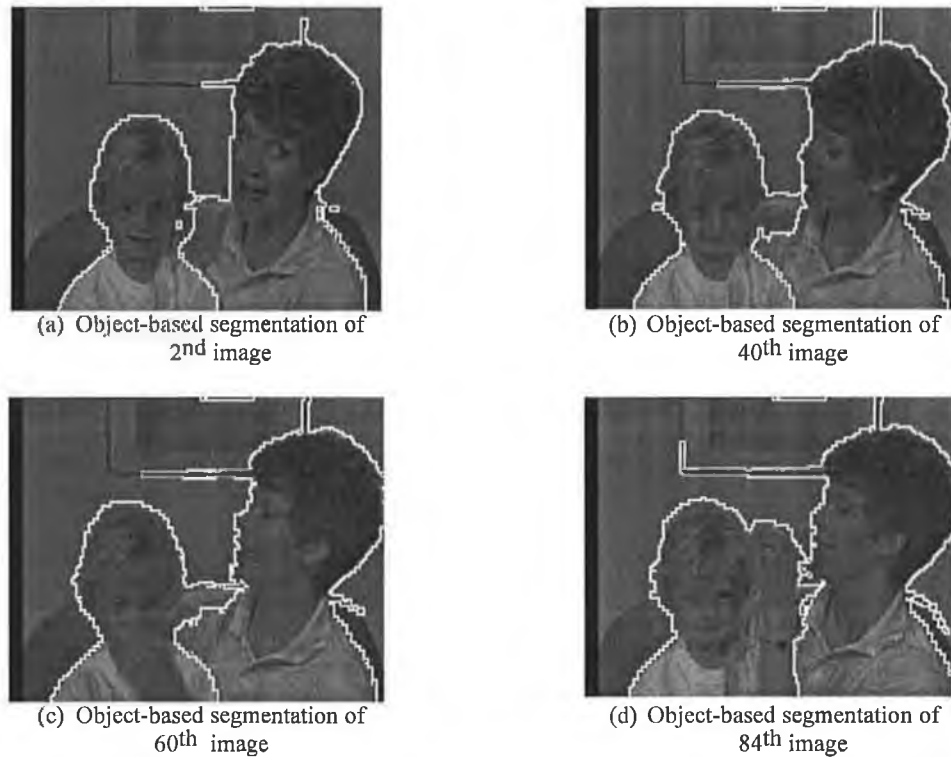 (a) Object-based segmentation of
2nd image
(b) Object-based segmentation of
40th image
(c) Object-based segmentation of
60th image
(d) Object-based segmentation of
84th image